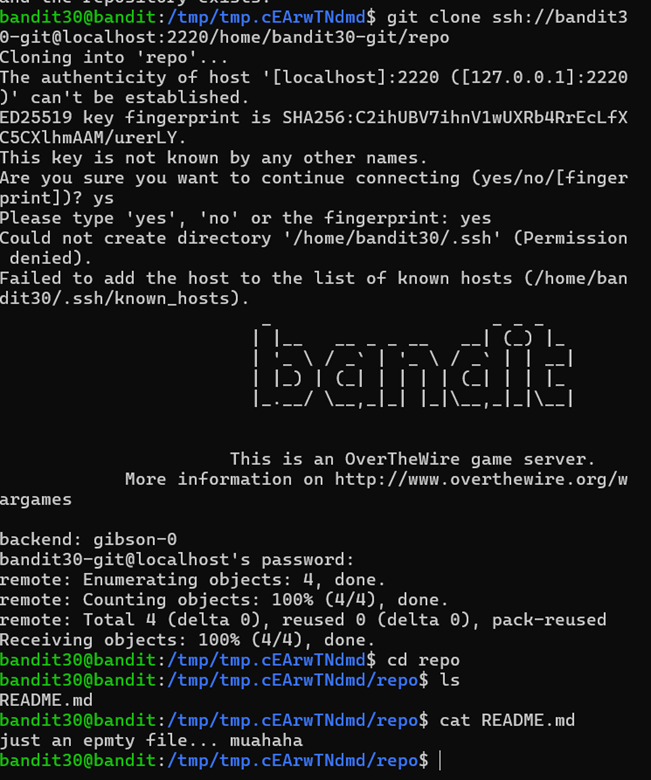 and the repository exists.
bandit30@bandit:/tmp/tmp.cEArwTNdmd$ git clone ssh://bandit3
0-git@localhost:2220/home/bandit30-git/repo
Cloning into 'repo'...
The authenticity of host '[localhost]:2220 ([127.0.0.1]:2220
)' can't be established.
ED25519 key fingerprint is SHA256:C2ihUBV7ihnV1wUXRb4RrEcLfX
C5CXlhmAAM/urerLY.
This key is not known by any other names.
Are you sure you want to continue connecting (yes/no/[finger
print])? ys
Please type 'yes', 'no' or the fingerprint: yes
Could not create directory '/home/bandit30/.ssh' (Permission
 denied).
Failed to add the host to the list of known hosts (/home/ban
dit30/.ssh/known_hosts).
bandit
This is an OverTheWire game server.
More information on http://www.overthewire.org/w
argames
backend: gibson-0
bandit30-git@localhost's password:
remote: Enumerating objects: 4, done.
remote: Counting objects: 100% (4/4), done.
remote: Total 4 (delta 0), reused 0 (delta 0), pack-reused
Receiving objects: 100% (4/4), done.
bandit30@bandit:/tmp/tmp.cEArwTNdmd$ cd repo
bandit30@bandit:/tmp/tmp.cEArwTNdmd/repo$ ls
README.md
bandit30@bandit:/tmp/tmp.cEArwTNdmd/repo$ cat README.md
just an epmty file... muahaha
bandit30@bandit:/tmp/tmp.cEArwTNdmd/repo$